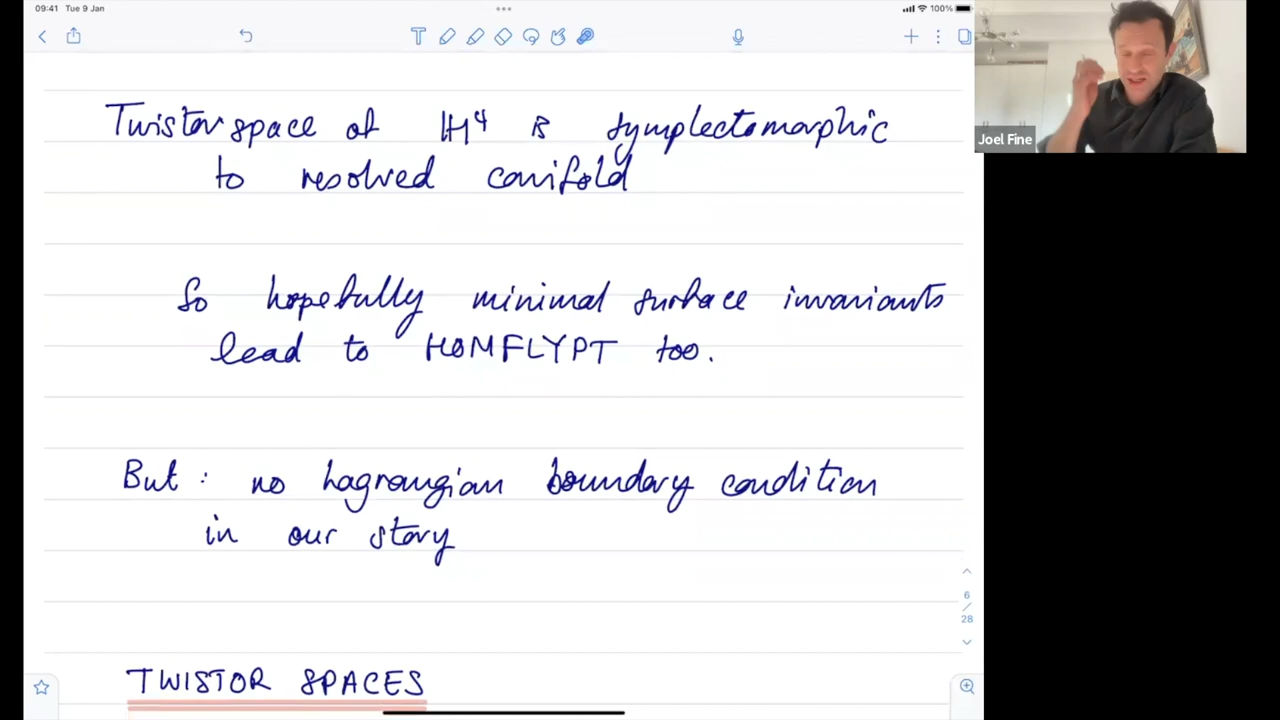 09:41 Tue 9 Jan
100%
Joel Fine
Twistor space of IH⁴ is symplectomorphic
to resolved conifold
So hopefully minimal surface invariants
lead to HOMFLYPT too.
But : no Lagrangian boundary condition
in our story
6
/
28
TWISTOR SPACES